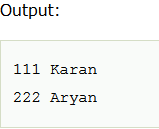 Output:
111 Karan
222 Aryan